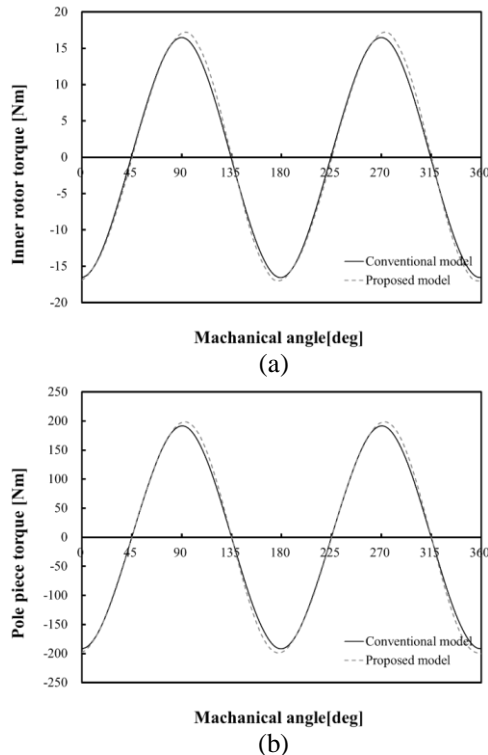 20
15
10
5
0
-5
-10
-15
-20
Inner rotor torque [Nm]
0 45 90 135 180 225 270 315 360
Conventional model
Proposed model
Machanical angle[deg]
(a)
250
200
150
100
50
0
-50
-100
-150
-200
-250
Pole piece torque [Nm]
0 45 90 135 180 225 270 315 360
Conventional model
Proposed model
Machanical angle[deg]
(b)